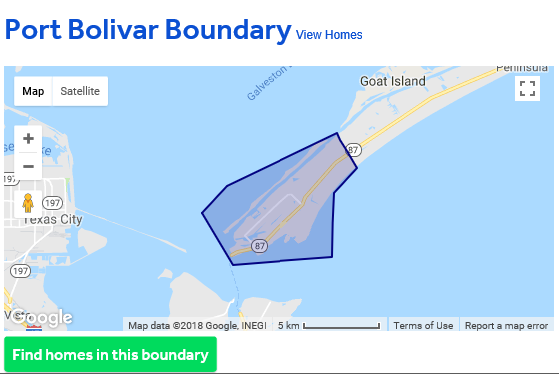 Port Bolivar Boundary View Homes
Map Satellite
Galveston
Goat Island
Peninsula
87
+
−
197
197
Texas City
87
197
Google
Map data ©2018 Google, INEGI 5 km Terms of Use Report a map error
Find homes in this boundary